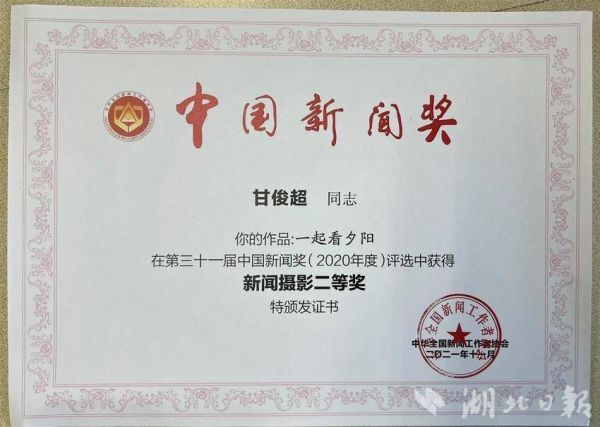 中国新闻奖
甘俊超 同志
你的作品:一起看夕阳
在第三十一届中国新闻奖(2020年度)评选中获得
新闻摄影二等奖
特颁发证书
中华全国新闻工作者协会
二〇二一年十一月
湖北日报